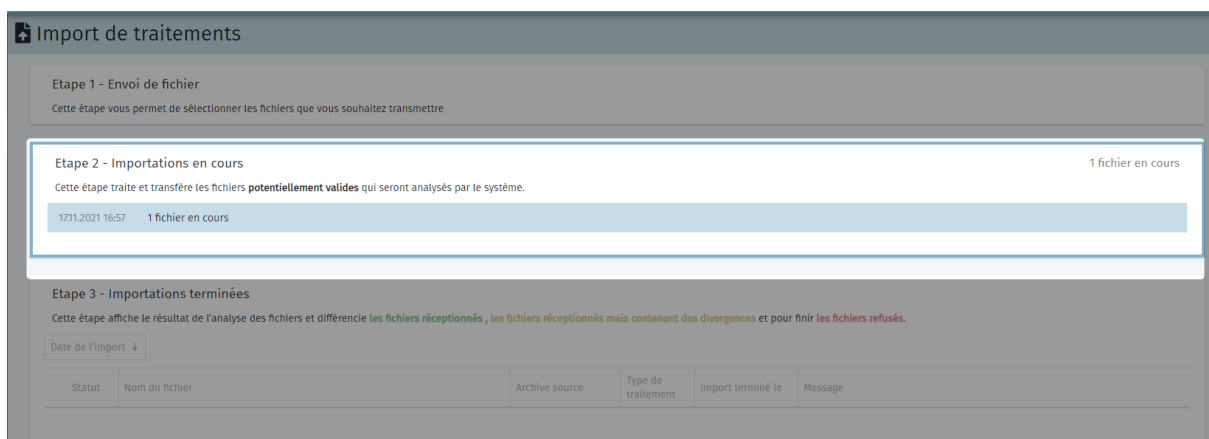 Import de traitements
Etape 1 - Envoi de fichier
Cette étape vous permet de sélectionner les fichiers que vous souhaitez transmettre
Etape 2 - Importations en cours
1 fichier en cours
Cette étape traite et transfère les fichiers potentiellement valides qui seront analysés par le système.
17.11.2021 16:57 1 fichier en cours
Etape 3 - Importations terminées
Cette étape affiche le résultat de l'analyse des fichiers et différencie les fichiers réceptionnés , les fichiers réceptionnés mais contenant des divergences et pour finir les fichiers refusés.
Date de l'import ↓
Statut Nom du fichier Archive source Type de traitement Import terminé le Message